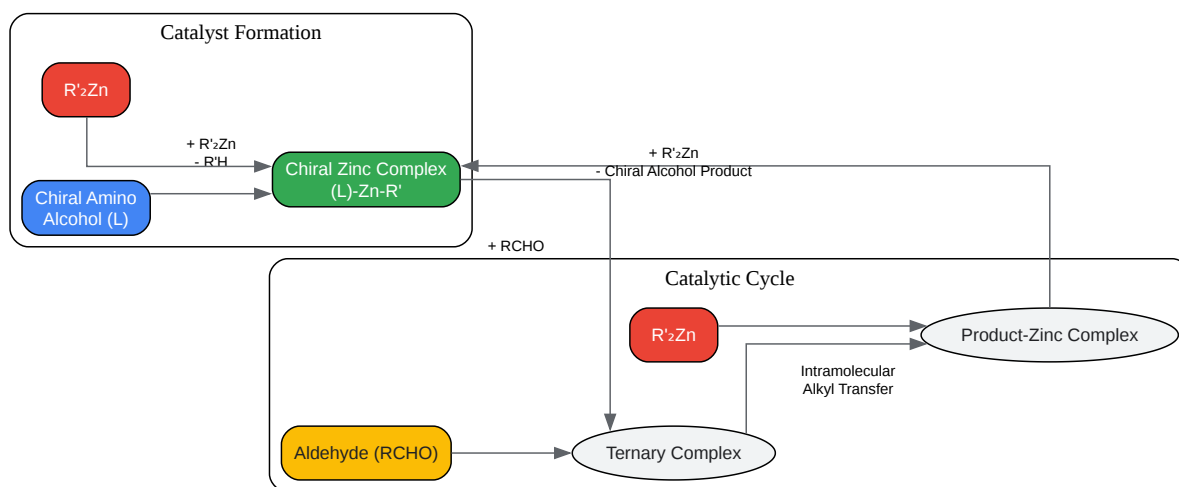 Catalyst Formation
R'₂Zn
+ R'₂Zn
- R'H
Chiral Amino
Alcohol (L)
Chiral Zinc Complex
(L)-Zn-R'
+ R'₂Zn
- Chiral Alcohol Product
+ RCHO
Catalytic Cycle
R'₂Zn
Product-Zinc Complex
Intramolecular
Alkyl Transfer
Aldehyde (RCHO)
Ternary Complex